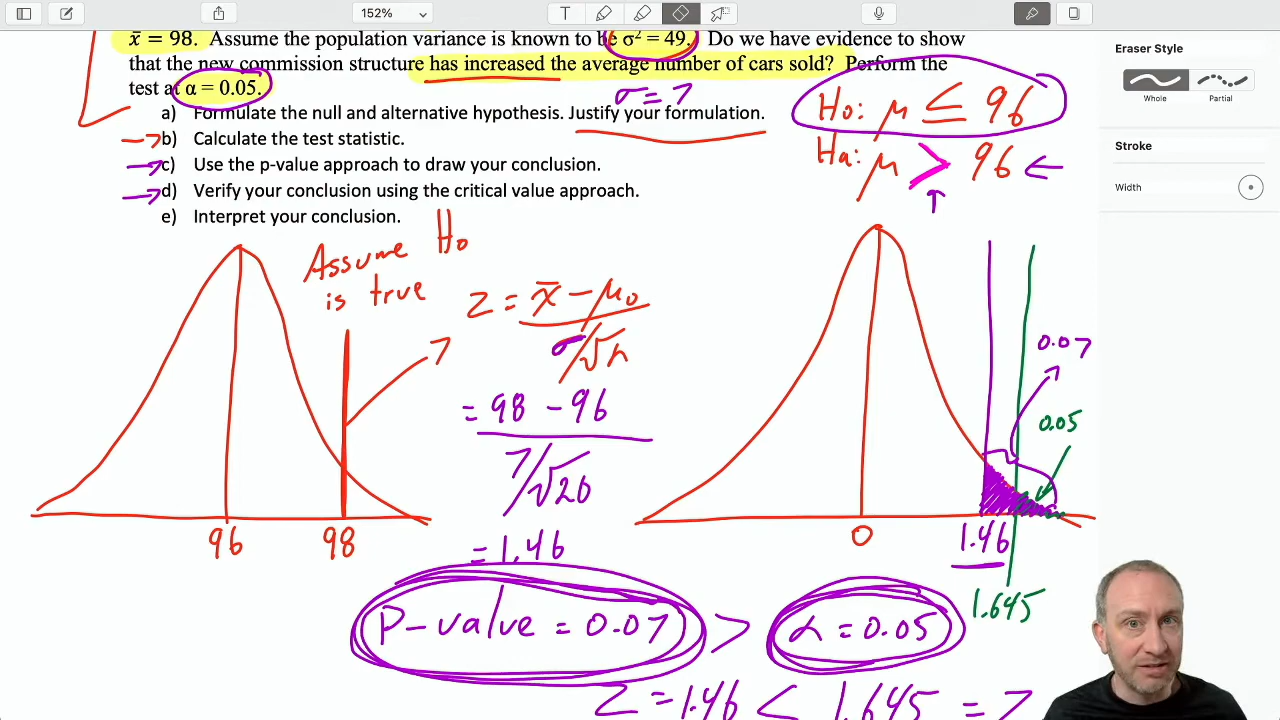 152%
T
x̄ = 98. Assume the population variance is known to be σ² = 49. Do we have evidence to show
that the new commission structure has increased the average number of cars sold? Perform the
test at α = 0.05.
σ = 7
a) Formulate the null and alternative hypothesis. Justify your formulation.
b) Calculate the test statistic.
c) Use the p-value approach to draw your conclusion.
d) Verify your conclusion using the critical value approach.
e) Interpret your conclusion.
Ho: μ ≤ 96
Ha: μ > 96
Eraser Style
Whole Partial
Stroke
Width
Assume Ho
is true
96 98
z = x̄ - μo
σ/√n
= 98 - 96
7/√26
= 1.46
0.07
0.05
0 1.46
1.645
P-value = 0.07 > α = 0.05
Z = 1.46 < 1.645 = Z